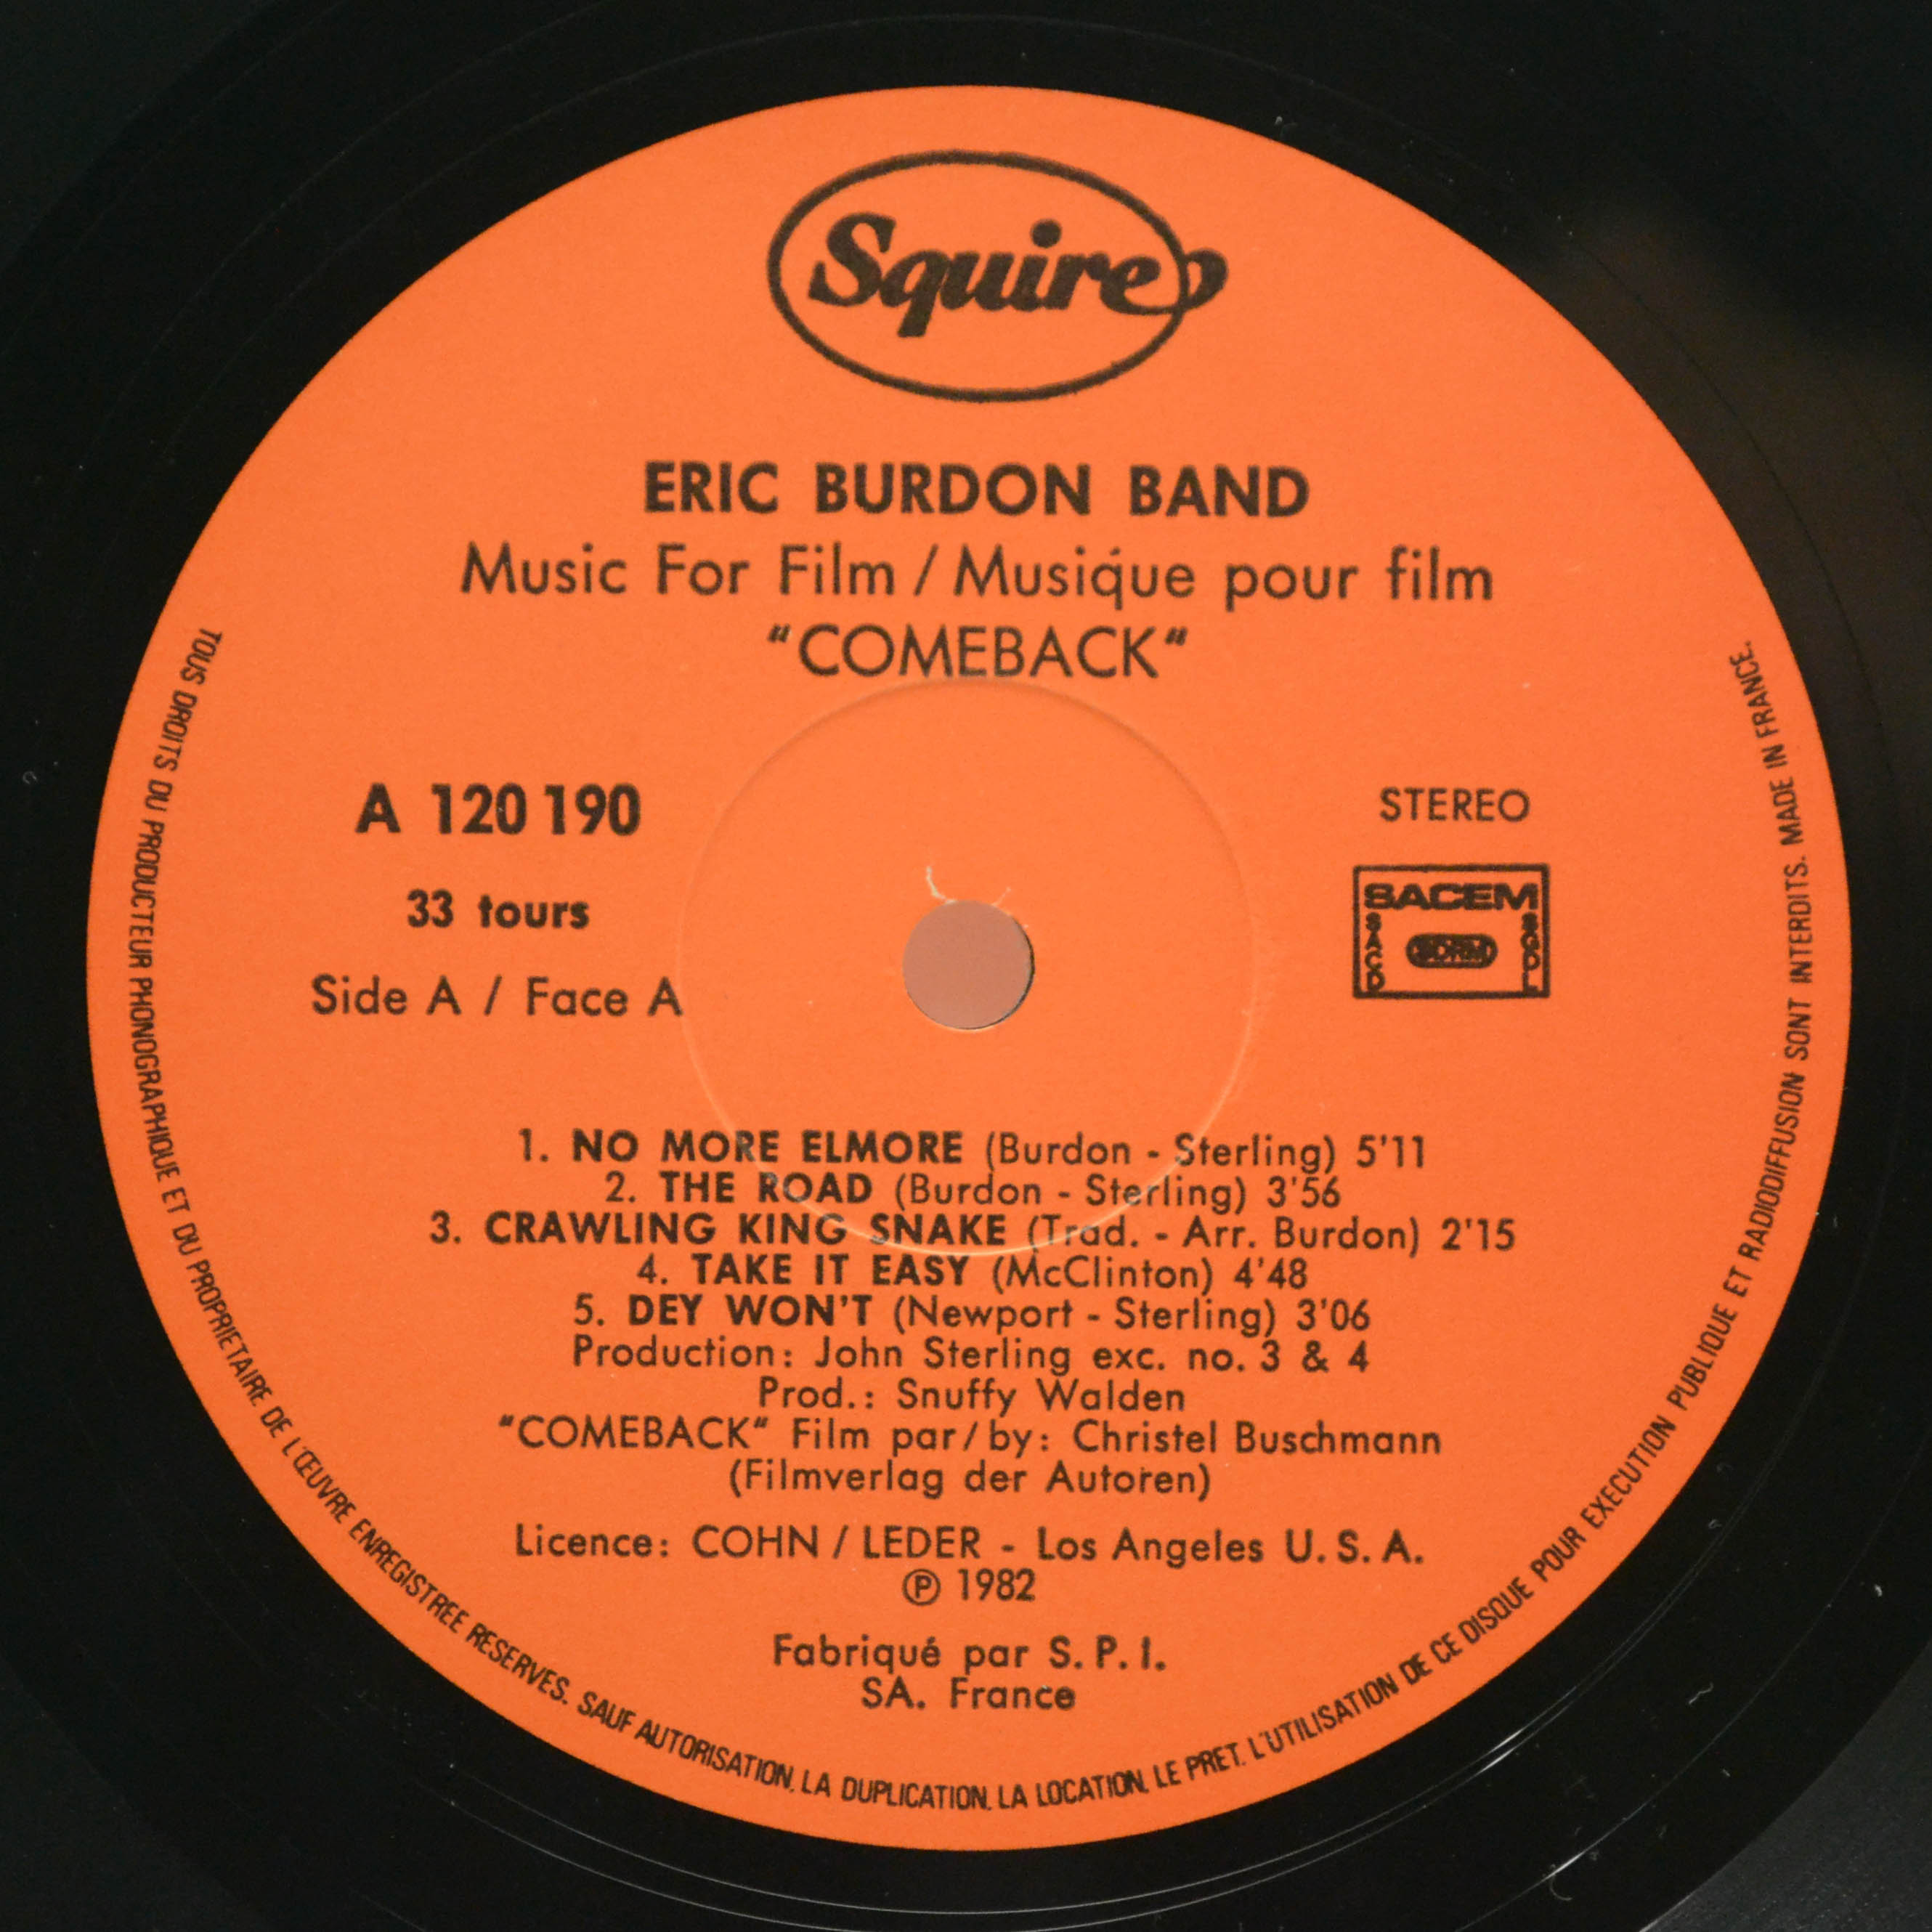 Squire
ERIC BURDON BAND
Music For Film / Musique pour film
“COMEBACK“
A 120 190
33 tours
Side A / Face A
STEREO
SACEM
SACD
SDRM
SGDL
1. NO MORE ELMORE (Burdon - Sterling) 5'11
2. THE ROAD (Burdon - Sterling) 3'56
3. CRAWLING KING SNAKE (Trad. - Arr. Burdon) 2'15
4. TAKE IT EASY (McClinton) 4'48
5. DEY WON'T (Newport - Sterling) 3'06
Production: John Sterling exc. no. 3 & 4
Prod.: Snuffy Walden
“COMEBACK“ Film par / by: Christel Buschmann
(Filmverlag der Autoren)
Licence: COHN / LEDER - Los Angeles U. S. A.
℗ 1982
Fabriqué par S. P. I.
SA. France
TOUS DROITS DU PRODUCTEUR PHONOGRAPHIQUE ET DU PROPRIETAIRE DE L'ŒUVRE ENREGISTREE RESERVES. SAUF AUTORISATION, LA DUPLICATION, LA LOCATION, LE PRET, L'UTILISATION DE CE DISQUE POUR EXECUTION PUBLIQUE ET RADIODIFFUSION SONT INTERDITS. MADE IN FRANCE.